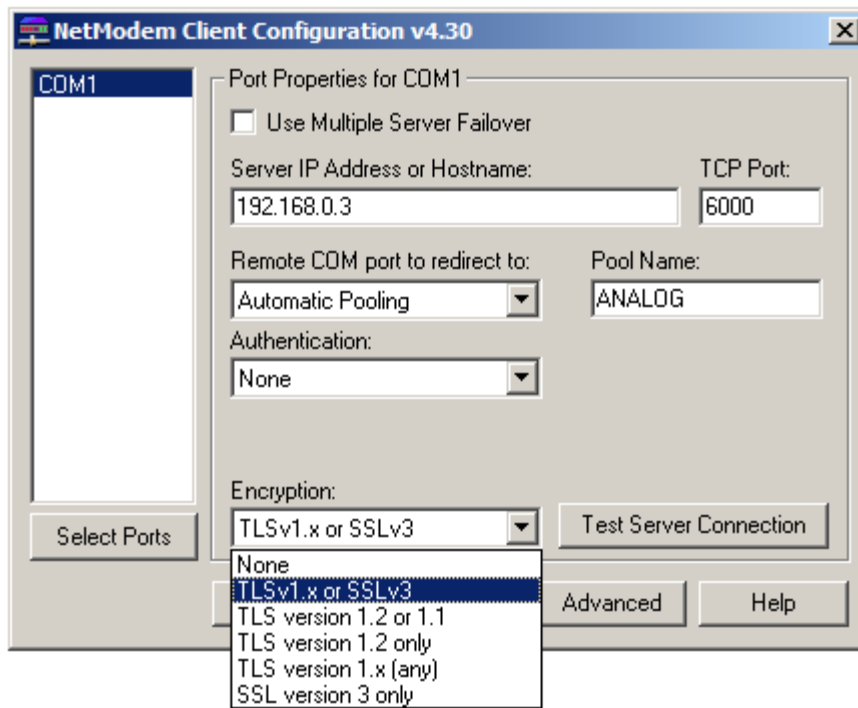 NetModem Client Configuration v4.30
COM1
Port Properties for COM1
Use Multiple Server Failover
Server IP Address or Hostname:
TCP Port:
192.168.0.3
6000
Remote COM port to redirect to:
Pool Name:
Automatic Pooling
ANALOG
Authentication:
None
Encryption:
TLSv1.x or SSLv3
Test Server Connection
Select Ports
None
TLSv1.x or SSLv3
TLS version 1.2 or 1.1
TLS version 1.2 only
TLS version 1.x (any)
SSL version 3 only
Advanced
Help